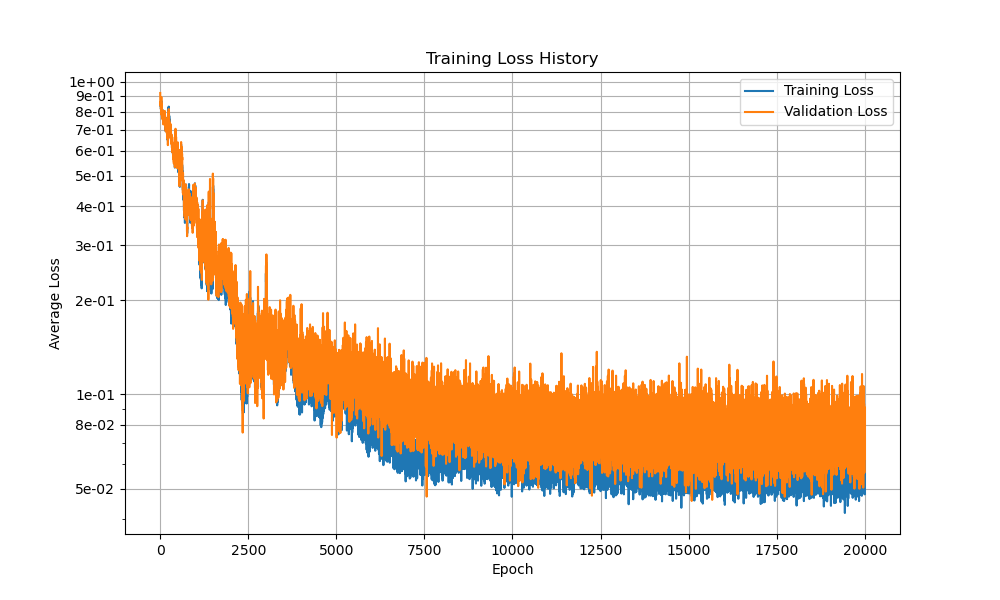 Training Loss History
Training Loss
Validation Loss
1e+00
9e-01
8e-01
7e-01
6e-01
5e-01
4e-01
3e-01
2e-01
1e-01
8e-02
5e-02
Average Loss
0 2500 5000 7500 10000 12500 15000 17500 20000
Epoch